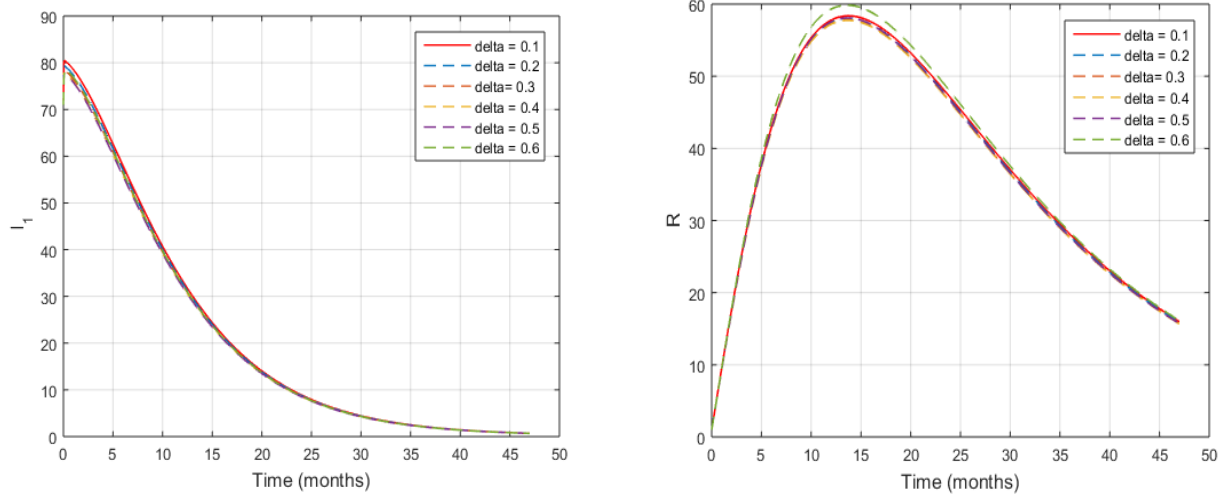 90
80
70
60
50
40
30
20
10
0
I1
0 5 10 15 20 25 30 35 40 45 50
Time (months)
delta = 0.1
delta = 0.2
delta= 0.3
delta = 0.4
delta = 0.5
delta = 0.6
60
50
40
30
20
10
0
R
0 5 10 15 20 25 30 35 40 45 50
Time (months)
delta = 0.1
delta = 0.2
delta= 0.3
delta = 0.4
delta = 0.5
delta = 0.6